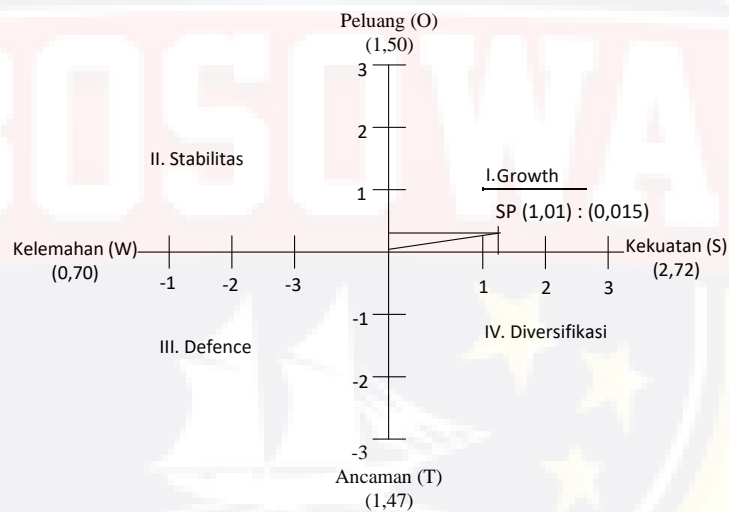 BOSOWA
Peluang (O)
(1,50)
3
2
II. Stabilitas
I.Growth
1
SP (1,01) : (0,015)
Kelemahan (W)
(0,70)
Kekuatan (S)
(2,72)
-1 -2 -3 1 2 3
-1
III. Defence
IV. Diversifikasi
-2
-3
Ancaman (T)
(1,47)